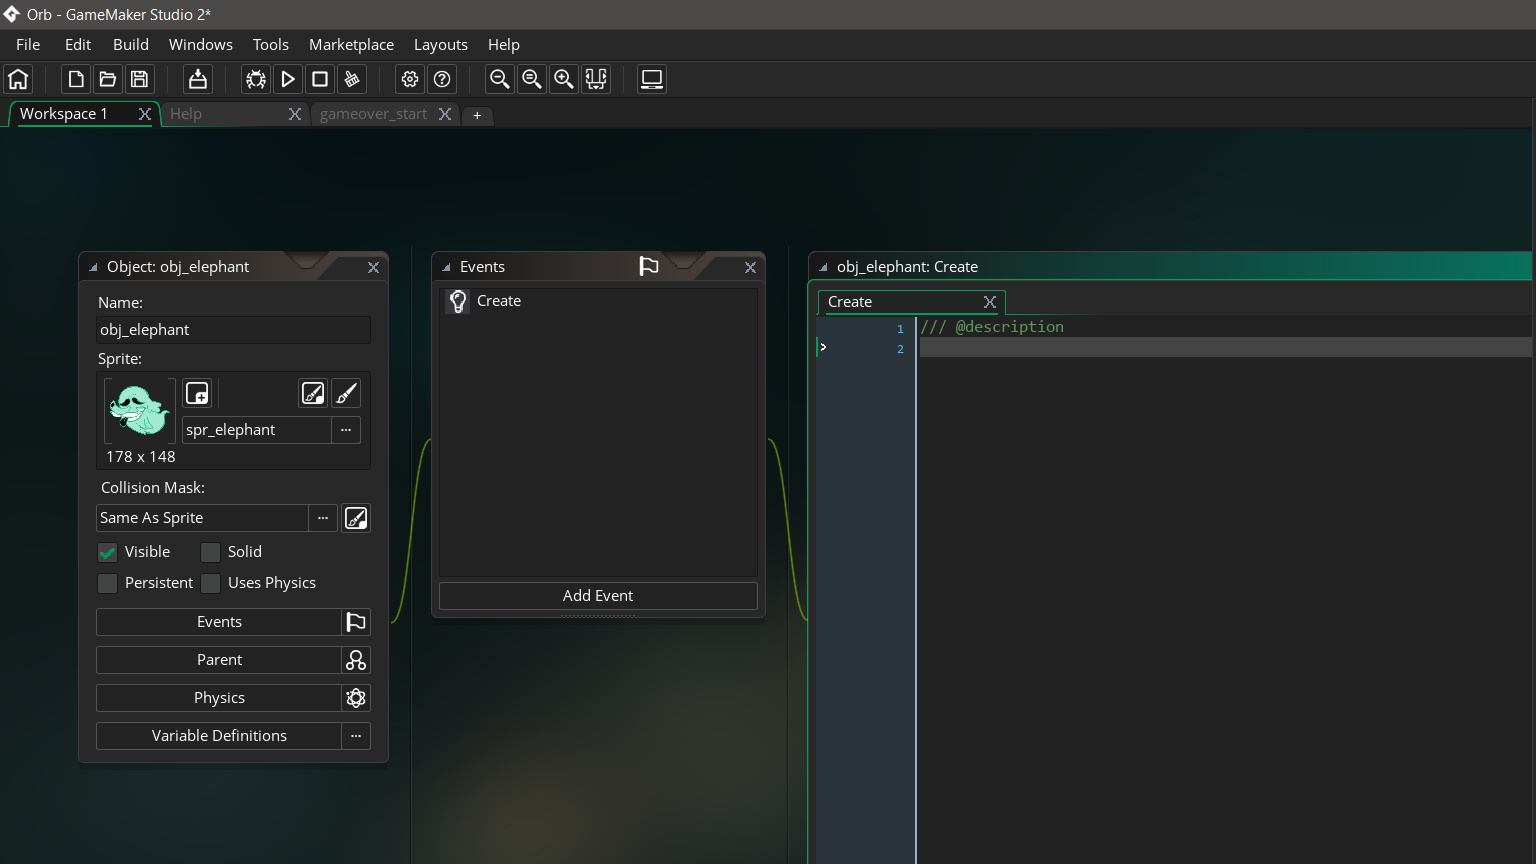 Orb - GameMaker Studio 2*
File Edit Build Windows Tools Marketplace Layouts Help
Workspace 1 Help gameover_start +
Object: obj_elephant
Name:
obj_elephant
Sprite:
spr_elephant ...
178 x 148
Collision Mask:
Same As Sprite ...
Visible Solid
Persistent Uses Physics
Events
Parent
Physics
Variable Definitions ...
Events
Create
Add Event
obj_elephant: Create
Create
1 /// @description
2